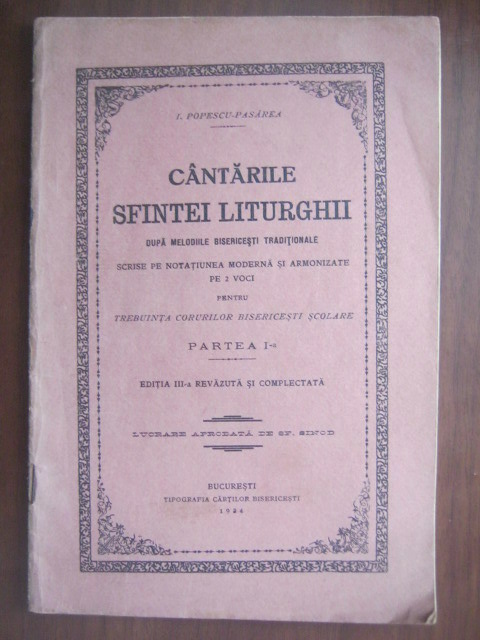 I. POPESCU-PASĂREA
CÂNTĂRILE
SFINTEI LITURGHII
DUPĂ MELODIILE BISERICEȘTI TRADIȚIONALE
SCRISE PE NOTAȚIUNEA MODERNĂ ȘI ARMONIZATE
PE 2 VOCI
PENTRU
TREBUINȚA CORURILOR BISERICEȘTI ȘCOLARE
PARTEA I-a
EDIȚIA III-a REVĂZUTĂ ȘI COMPLECTATĂ
LUCRARE APROBATĂ DE SF. SINOD
BUCUREȘTI
TIPOGRAFIA CĂRȚILOR BISERICEȘTI
1924